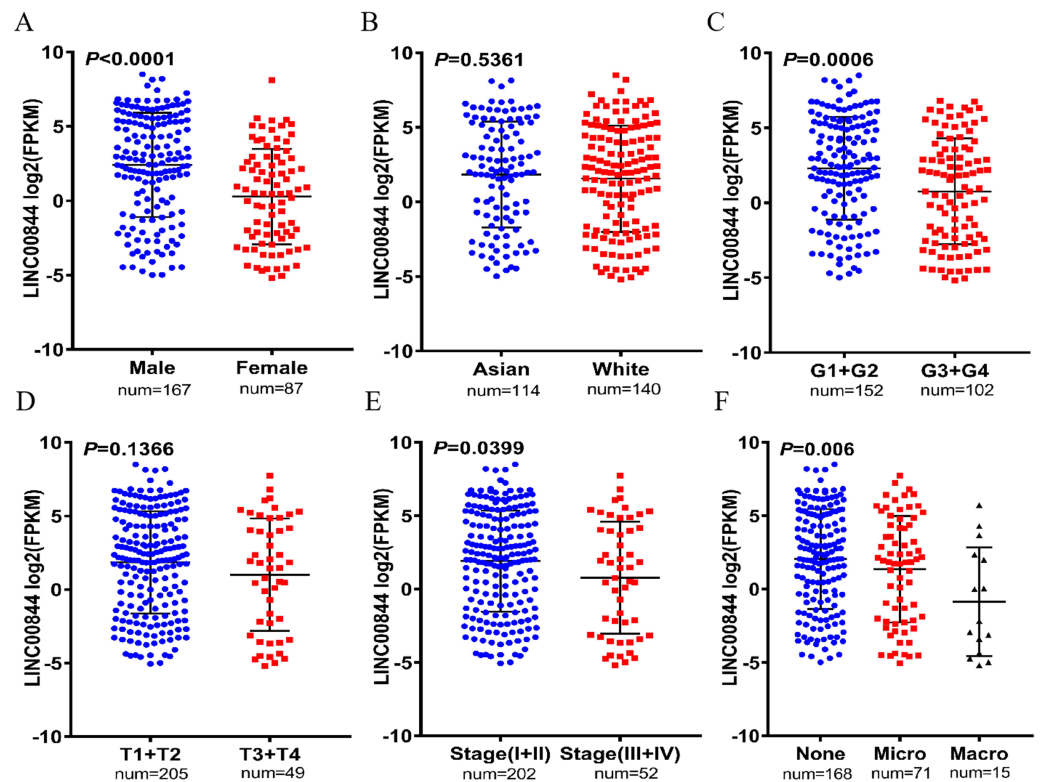 A
P<0.0001
LINC00844 log2(FPKM)
10
5
0
-5
-10
Male
Female
num=167
num=87
B
P=0.5361
LINC00844 log2(FPKM)
10
5
0
-5
-10
Asian
White
num=114
num=140
C
P=0.0006
LINC00844 log2(FPKM)
10
5
0
-5
-10
G1+G2
G3+G4
num=152
num=102
D
P=0.1366
LINC00844 log2(FPKM)
10
5
0
-5
-10
T1+T2
T3+T4
num=205
num=49
E
P=0.0399
LINC00844 log2(FPKM)
10
5
0
-5
-10
Stage(I+II)
Stage(III+IV)
num=202
num=52
F
P=0.006
LINC00844 log2(FPKM)
10
5
0
-5
-10
None
Micro
Macro
num=168
num=71
num=15